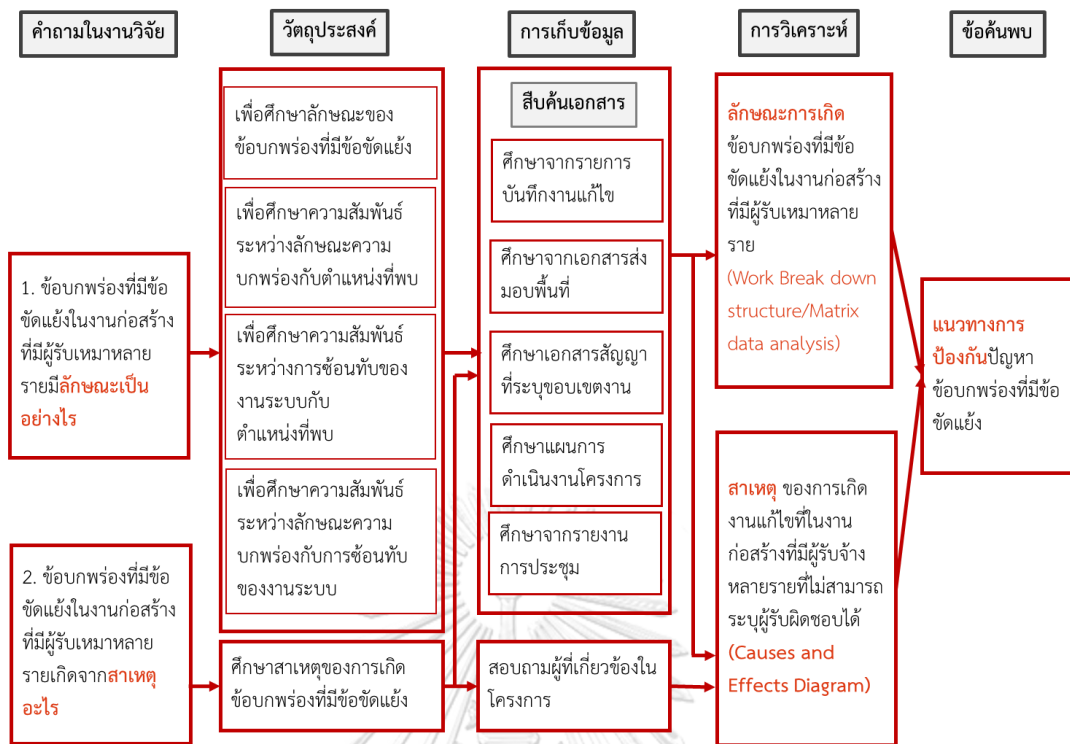 คำถามในงานวิจัย
วัตถุประสงค์
การเก็บข้อมูล
การวิเคราะห์
ข้อค้นพบ
1. ข้อบกพร่องที่มีข้อ
ขัดแย้งในงานก่อสร้าง
ที่มีผู้รับเหมาหลาย
รายมีลักษณะเป็น
อย่างไร
2. ข้อบกพร่องที่มีข้อ
ขัดแย้งในงานก่อสร้าง
ที่มีผู้รับเหมาหลาย
รายเกิดจากสาเหตุ
อะไร
เพื่อศึกษาลักษณะของ
ข้อบกพร่องที่มีข้อขัดแย้ง
เพื่อศึกษาความสัมพันธ์
ระหว่างลักษณะความ
บกพร่องกับตำแหน่งที่พบ
เพื่อศึกษาความสัมพันธ์
ระหว่างการซ้อนทับของ
งานระบบกับ
ตำแหน่งที่พบ
เพื่อศึกษาความสัมพันธ์
ระหว่างลักษณะความ
บกพร่องกับการซ้อนทับ
ของงานระบบ
ศึกษาสาเหตุของการเกิด
ข้อบกพร่องที่มีข้อขัดแย้ง
สืบค้นเอกสาร
ศึกษาจากรายการ
บันทึกงานแก้ไข
ศึกษาจากเอกสารส่ง
มอบพื้นที่
ศึกษาเอกสารสัญญา
ที่ระบุขอบเขตงาน
ศึกษาแผนการ
ดำเนินงานโครงการ
ศึกษาจากรายงาน
การประชุม
สอบถามผู้ที่เกี่ยวข้องใน
โครงการ
ลักษณะการเกิด
ข้อบกพร่องที่มีข้อ
ขัดแย้งในงานก่อสร้าง
ที่มีผู้รับเหมาหลาย
ราย
(Work Break down
structure/Matrix
data analysis)
สาเหตุ ของการเกิด
งานแก้ไขที่ในงาน
ก่อสร้างที่มีผู้รับจ้าง
หลายรายที่ไม่สามารถ
ระบุผู้รับผิดชอบได้
(Causes and
Effects Diagram)
แนวทางการ
ป้องกันปัญหา
ข้อบกพร่องที่มีข้อ
ขัดแย้ง